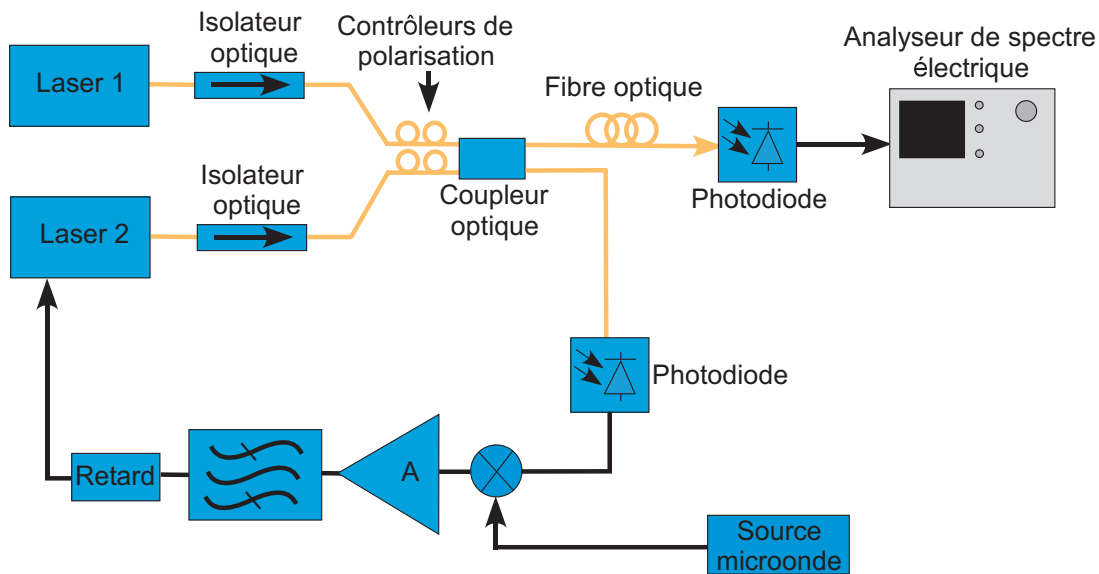 Laser 1
Isolateur
optique
Contrôleurs de
polarisation
Fibre optique
Analyseur de spectre
électrique
Photodiode
Laser 2
Isolateur
optique
Coupleur
optique
Photodiode
Retard
A
Source
microonde